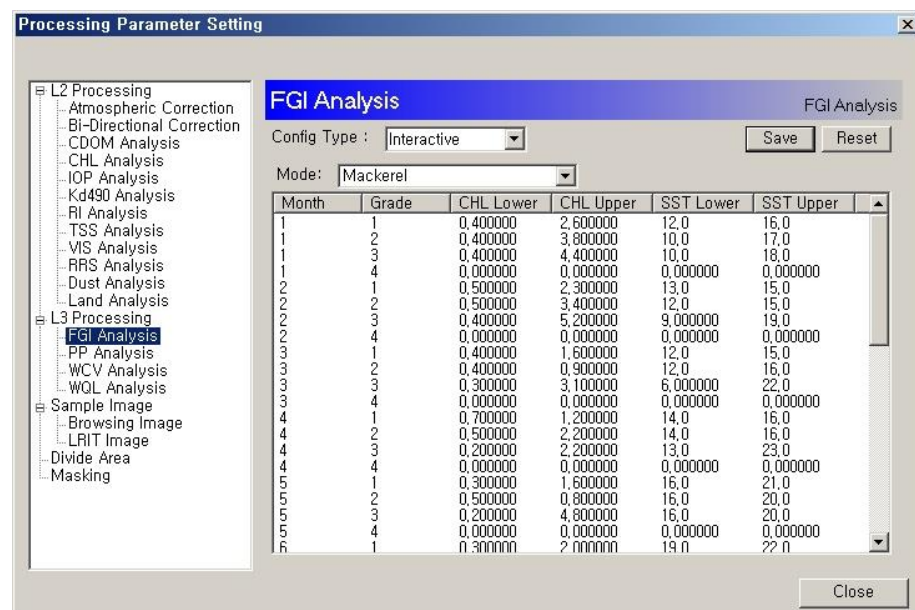 Processing Parameter Setting
L2 Processing
Atmospheric Correction
Bi-Directional Correction
CDOM Analysis
CHL Analysis
IOP Analysis
Kd490 Analysis
RI Analysis
TSS Analysis
VIS Analysis
RRS Analysis
Dust Analysis
Land Analysis
L3 Processing
FGI Analysis
PP Analysis
WCV Analysis
WQL Analysis
Sample Image
Browsing Image
LRIT Image
Divide Area
Masking
FGI Analysis
FGI Analysis
Config Type : Interactive Save Reset
Mode: Mackerel
Month Grade CHL Lower CHL Upper SST Lower SST Upper
1 1 0,400000 2,600000 12,0 16,0
1 2 0,400000 3,800000 10,0 17,0
1 3 0,400000 4,400000 10,0 18,0
1 4 0,000000 0,000000 0,000000 0,000000
2 1 0,500000 2,300000 13,0 15,0
2 2 0,500000 3,400000 12,0 15,0
2 3 0,400000 5,200000 9,000000 19,0
2 4 0,000000 0,000000 0,000000 0,000000
3 1 0,400000 1,600000 12,0 15,0
3 2 0,400000 0,900000 12,0 16,0
3 3 0,300000 3,100000 6,000000 22,0
3 4 0,000000 0,000000 0,000000 0,000000
4 1 0,700000 1,200000 14,0 16,0
4 2 0,500000 2,200000 14,0 16,0
4 3 0,200000 2,200000 13,0 23,0
4 4 0,000000 0,000000 0,000000 0,000000
5 1 0,300000 1,600000 16,0 21,0
5 2 0,500000 0,800000 16,0 20,0
5 3 0,200000 4,800000 16,0 20,0
5 4 0,000000 0,000000 0,000000 0,000000
6 1 0,300000 2,000000 19,0 22,0
Close